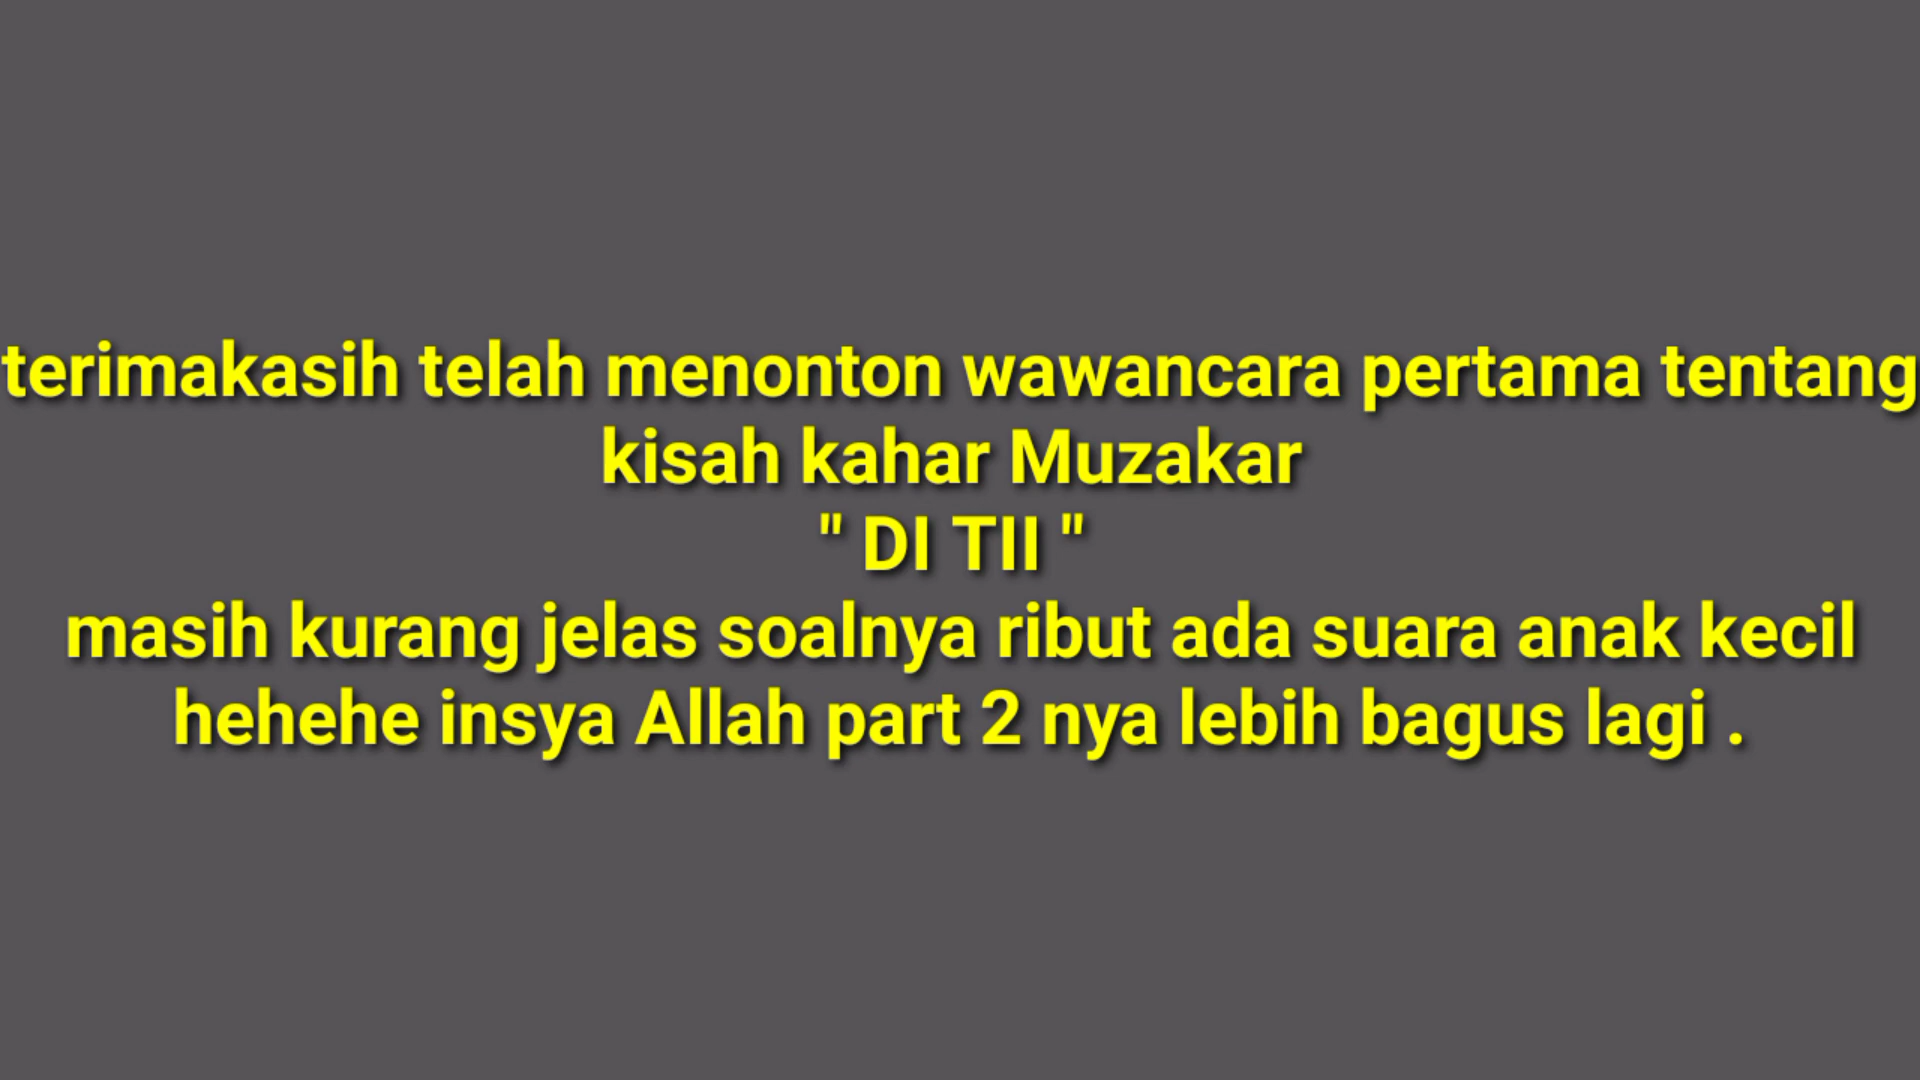 terimakasih telah menonton wawancara pertama tentang
kisah kahar Muzakar
" DI TII "
masih kurang jelas soalnya ribut ada suara anak kecil
hehehe insya Allah part 2 nya lebih bagus lagi .